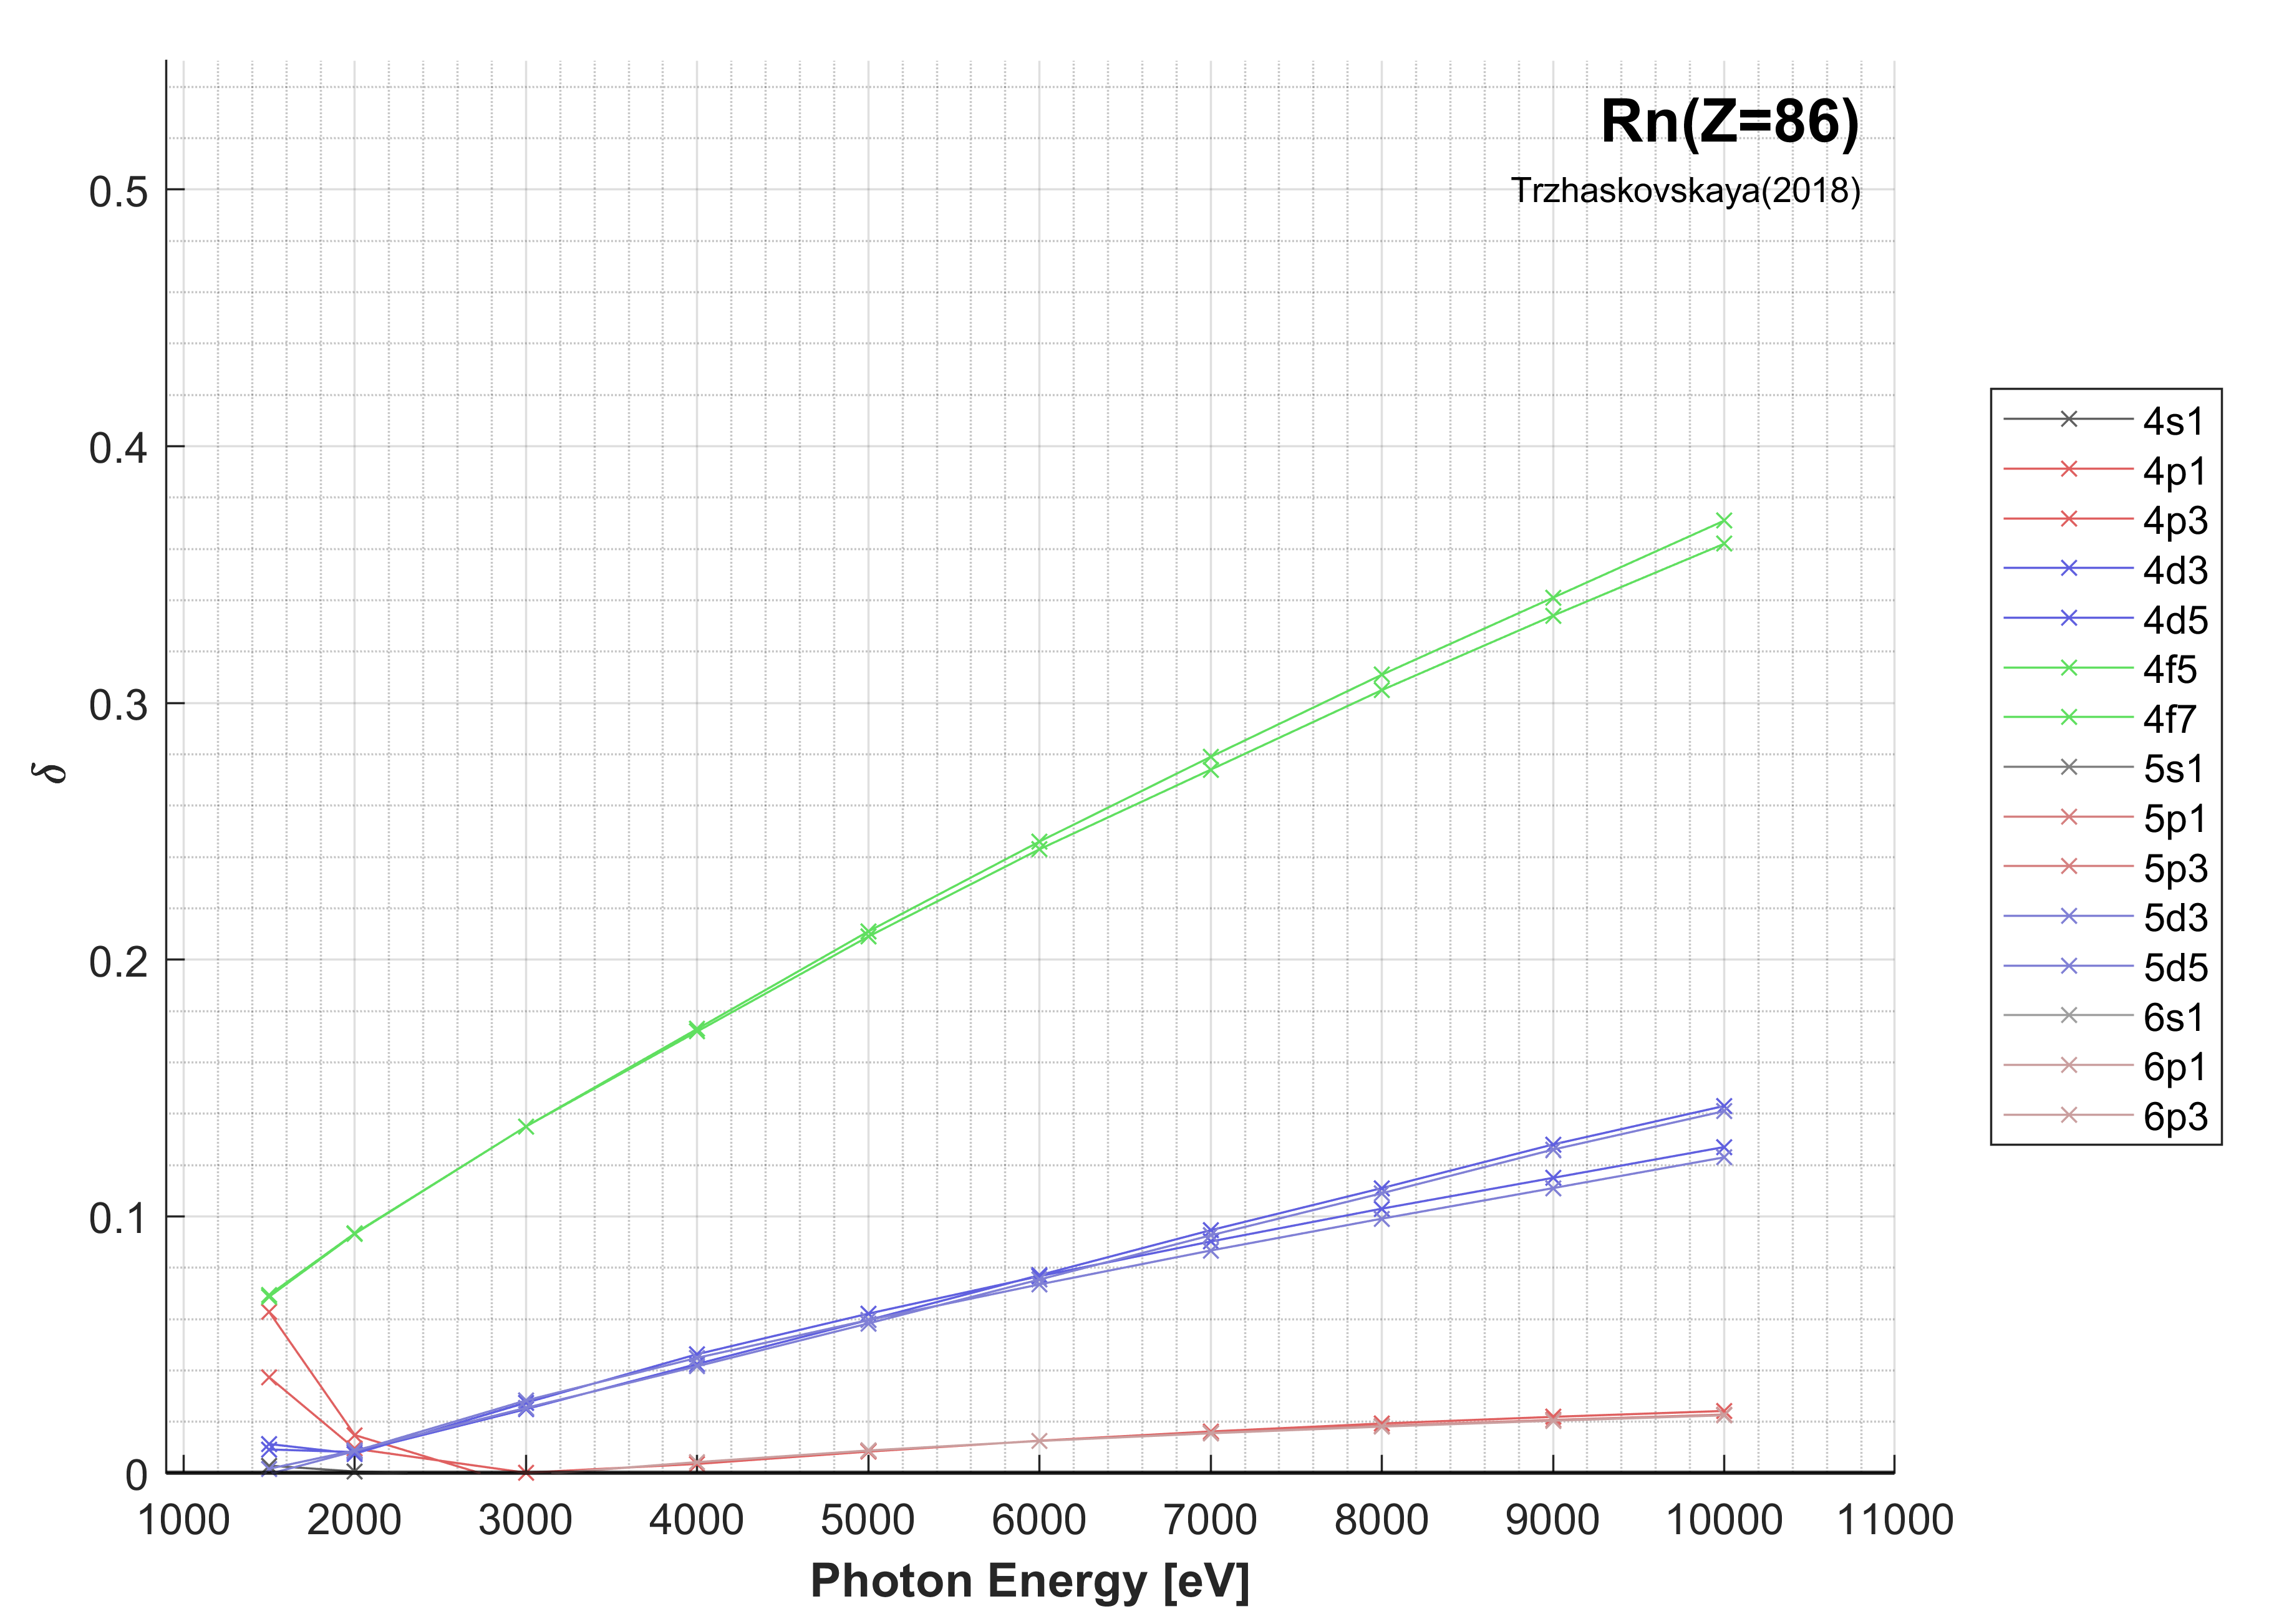 Rn(Z=86)
Trzhaskovskaya(2018)
0.5
0.4
0.3
0.2
0.1
0
δ
1000 2000 3000 4000 5000 6000 7000 8000 9000 10000 11000
Photon Energy [eV]
4s1
4p1
4p3
4d3
4d5
4f5
4f7
5s1
5p1
5p3
5d3
5d5
6s1
6p1
6p3